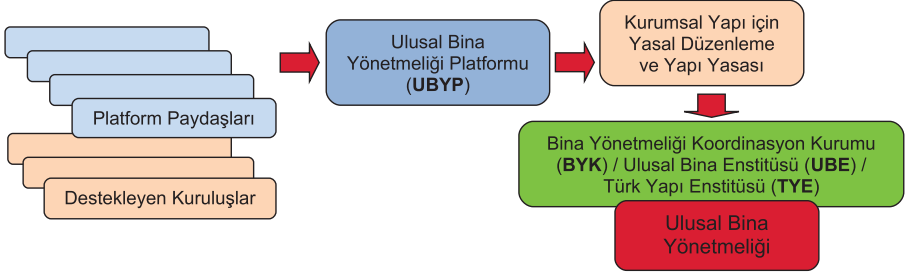 Platform Paydaşları
Destekleyen Kuruluşlar
Ulusal Bina
Yönetmeliği Platformu
(UBYP)
Kurumsal Yapı için
Yasal Düzenleme
ve Yapı Yasası
Bina Yönetmeliği Koordinasyon Kurumu
(BYK) / Ulusal Bina Enstitüsü (UBE) /
Türk Yapı Enstitüsü (TYE)
Ulusal Bina
Yönetmeliği